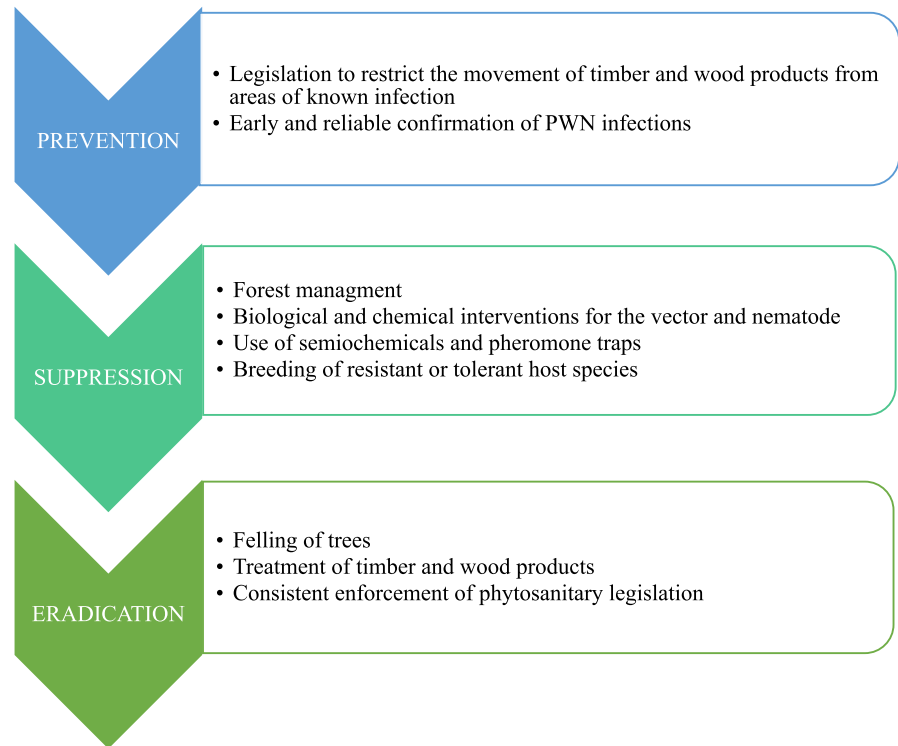 PREVENTION
• Legislation to restrict the movement of timber and wood products from
areas of known infection
• Early and reliable confirmation of PWN infections
SUPPRESSION
• Forest managment
• Biological and chemical interventions for the vector and nematode
• Use of semiochemicals and pheromone traps
• Breeding of resistant or tolerant host species
ERADICATION
• Felling of trees
• Treatment of timber and wood products
• Consistent enforcement of phytosanitary legislation